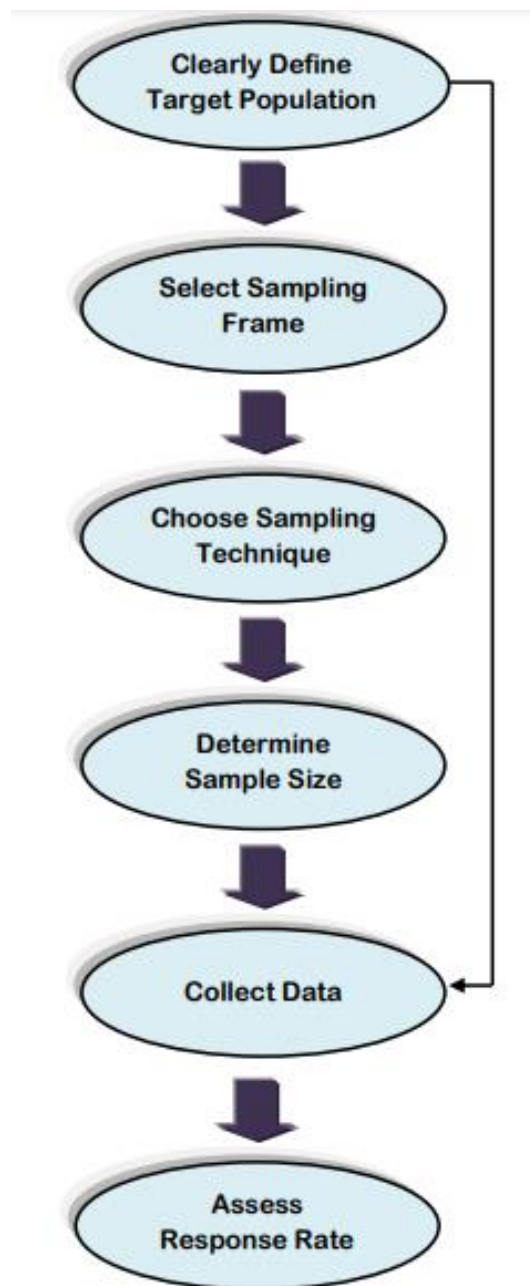 Clearly Define
Target Population
Select Sampling
Frame
Choose Sampling
Technique
Determine
Sample Size
Collect Data
Assess
Response Rate